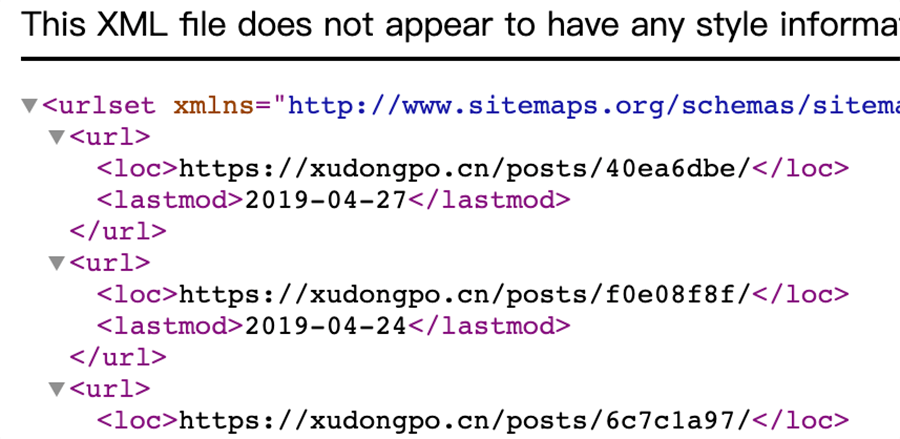 This XML file does not appear to have any style informa
▼<urlset xmlns="http://www.sitemaps.org/schemas/sitema
▼<url>
<loc>https://xudongpo.cn/posts/40ea6dbe/</loc>
<lastmod>2019-04-27</lastmod>
</url>
▼<url>
<loc>https://xudongpo.cn/posts/f0e08f8f/</loc>
<lastmod>2019-04-24</lastmod>
</url>
▼<url>
<loc>https://xudongpo.cn/posts/6c7c1a97/</loc>